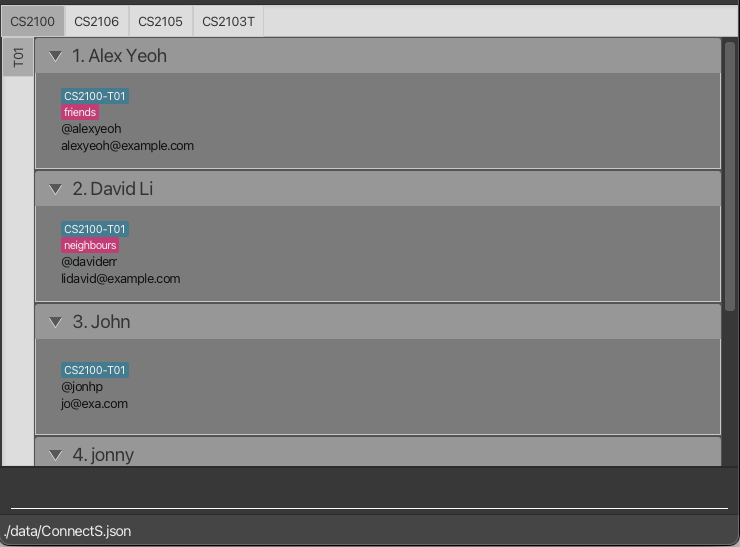 CS2100 CS2106 CS2105 CS2103T
T01
1. Alex Yeoh
CS2100-T01
friends
@alexyeoh
alexyeoh@example.com
2. David Li
CS2100-T01
neighbours
@daviderr
lidavid@example.com
3. John
CS2100-T01
@jonhp
jo@exa.com
4. jonny
./data/ConnectS.json